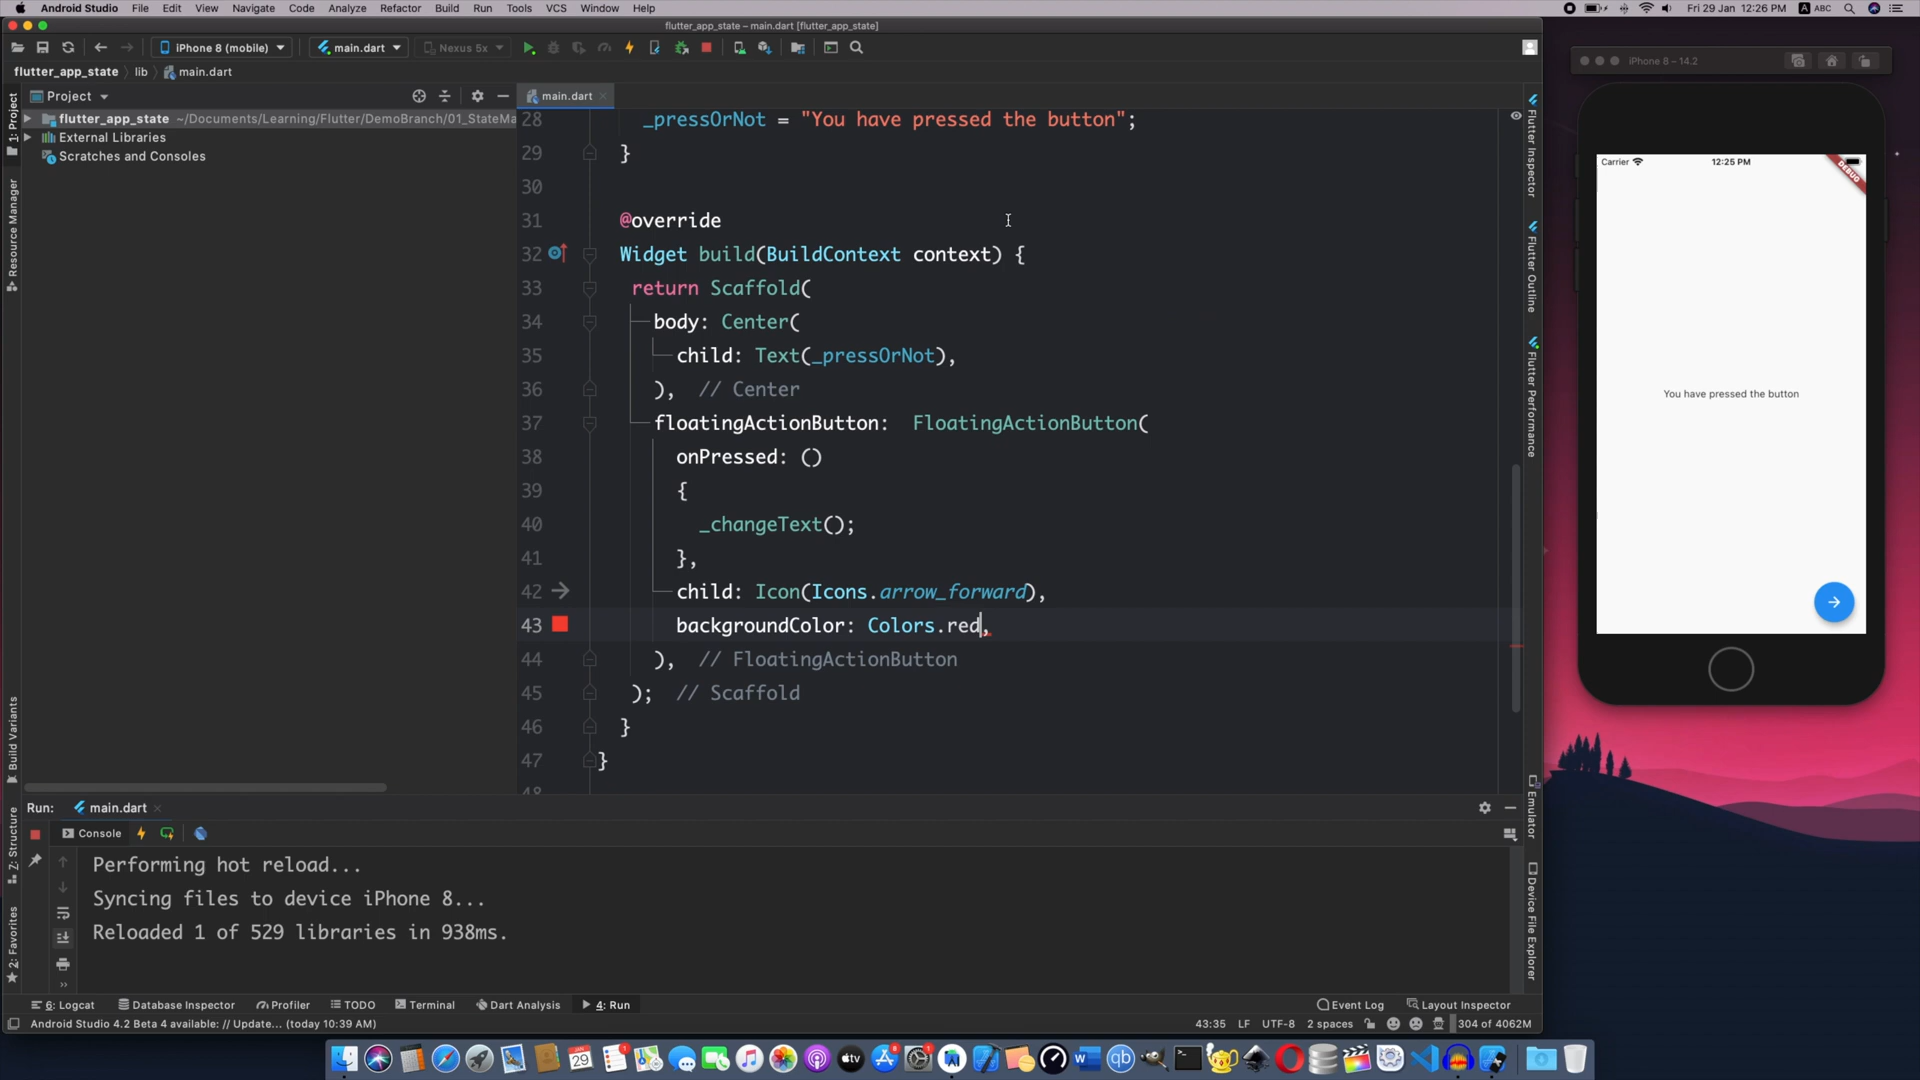 Android Studio File Edit View Navigate Code Analyze Refactor Build Run Tools VCS Window Help Fri 29 Jan 12:26 PM A ABC
flutter_app_state – main.dart [flutter_app_state]
iPhone 8 (mobile) main.dart Nexus 5x
iPhone 8 – 14.2
flutter_app_state lib main.dart
Project
main.dart
flutter_app_state ~/Documents/Learning/Flutter/DemoBranch/01_StateMa
External Libraries
Scratches and Consoles
28 _pressOrNot = "You have pressed the button";
29 }
30
31 @override
32 Widget build(BuildContext context) {
33 return Scaffold(
34 body: Center(
35 child: Text(_pressOrNot),
36 ), // Center
37 floatingActionButton: FloatingActionButton(
38 onPressed: ()
39 {
40 _changeText();
41 },
42 child: Icon(Icons.arrow_forward),
43 backgroundColor: Colors.red,
44 ), // FloatingActionButton
45 ); // Scaffold
46 }
47 }
48
1: Project
Resource Manager
Build Variants
Z: Structure
2: Favorites
Flutter Inspector
Flutter Outline
Flutter Performance
Emulator
Device File Explorer
Carrier 12:25 PM
DEBUG
You have pressed the button
Run: main.dart
Console
Performing hot reload...
Syncing files to device iPhone 8...
Reloaded 1 of 529 libraries in 938ms.
6: Logcat Database Inspector Profiler TODO Terminal Dart Analysis 4: Run Event Log Layout Inspector
Android Studio 4.2 Beta 4 available: // Update... (today 10:39 AM) 43:35 LF UTF-8 2 spaces 304 of 4062M